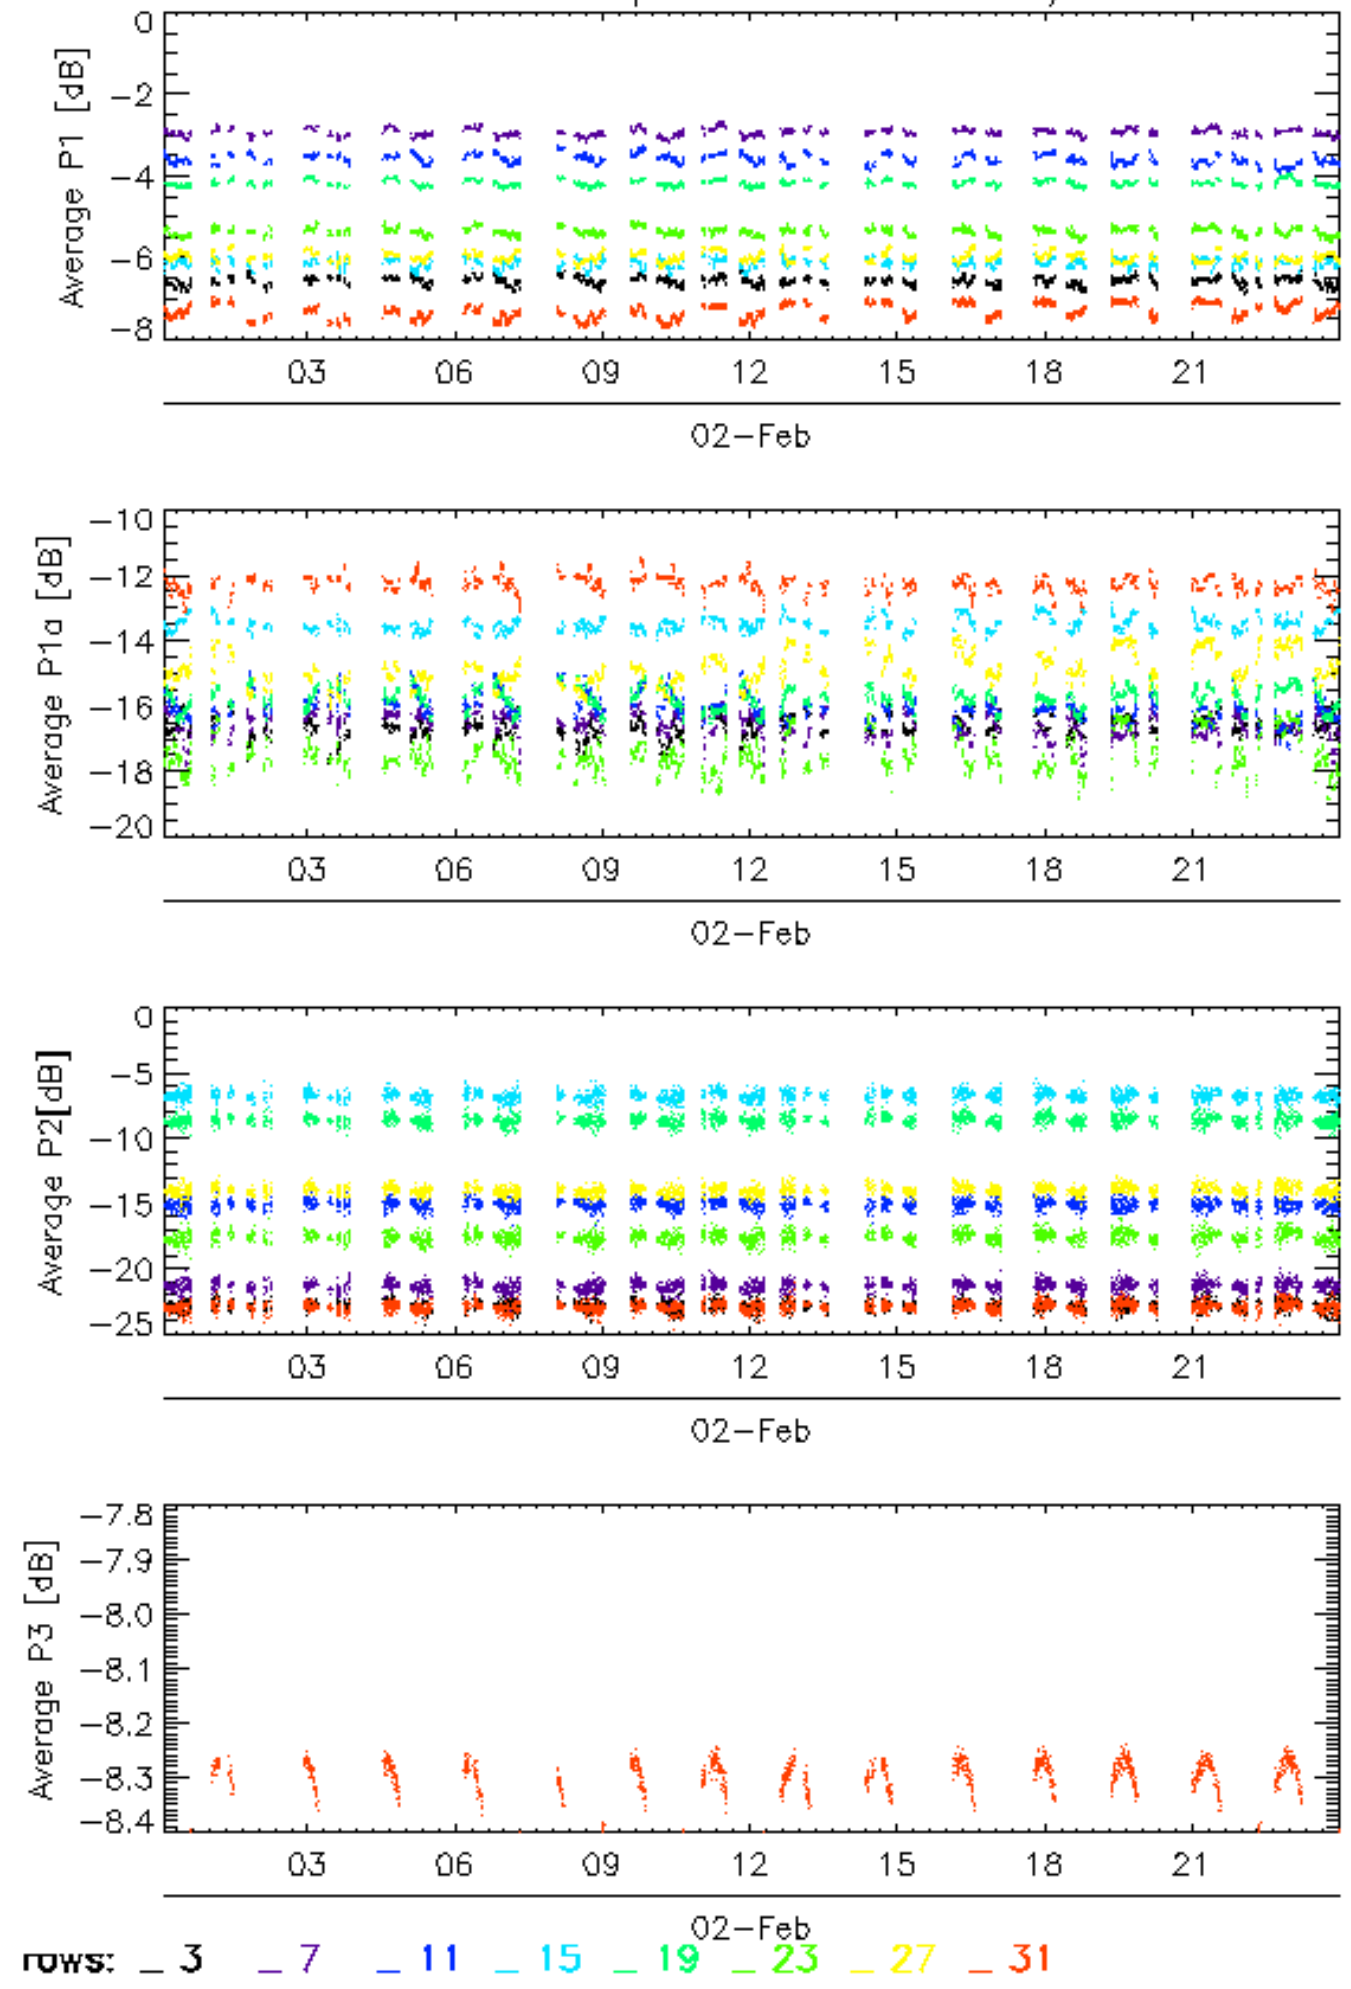 0
−2
−4
−6
−8
Average P1 [dB]
03 06 09 12 15 18 21
02−Feb
−10
−12
−14
−16
−18
−20
Average P1a [dB]
03 06 09 12 15 18 21
02−Feb
0
−5
−10
−15
−20
−25
Average P2[dB]
03 06 09 12 15 18 21
02−Feb
−7.8
−7.9
−8.0
−8.1
−8.2
−8.3
−8.4
Average P3 [dB]
03 06 09 12 15 18 21
02−Feb
rows: _ 3 _ 7 _ 11 _ 15 _ 19 _ 23 _ 27 _ 31